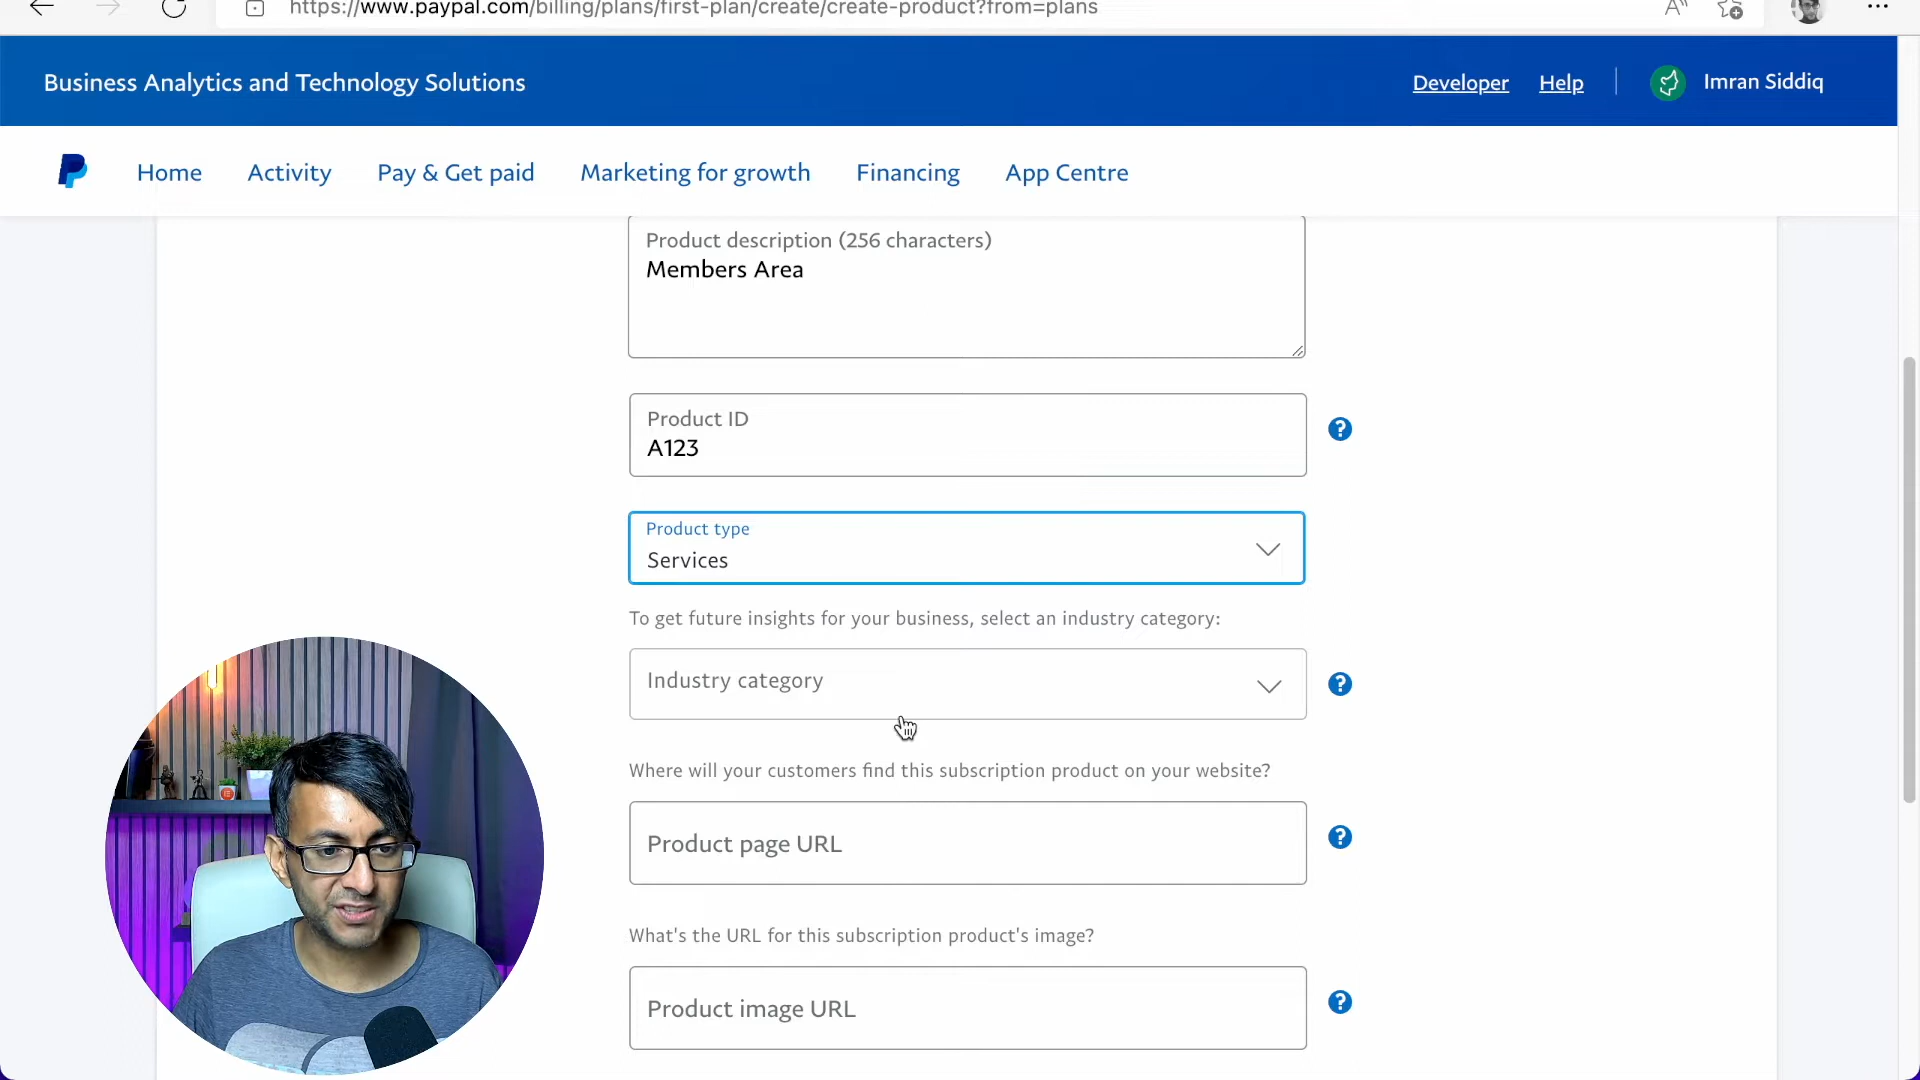 https://www.paypal.com/billing/plans/first-plan/create/create-product?from=plans
Business Analytics and Technology Solutions
Developer
Help
Imran Siddiq
Home
Activity
Pay & Get paid
Marketing for growth
Financing
App Centre
Product description (256 characters)
Members Area
Product ID
A123
Product type
Services
To get future insights for your business, select an industry category:
Industry category
Where will your customers find this subscription product on your website?
Product page URL
What's the URL for this subscription product's image?
Product image URL